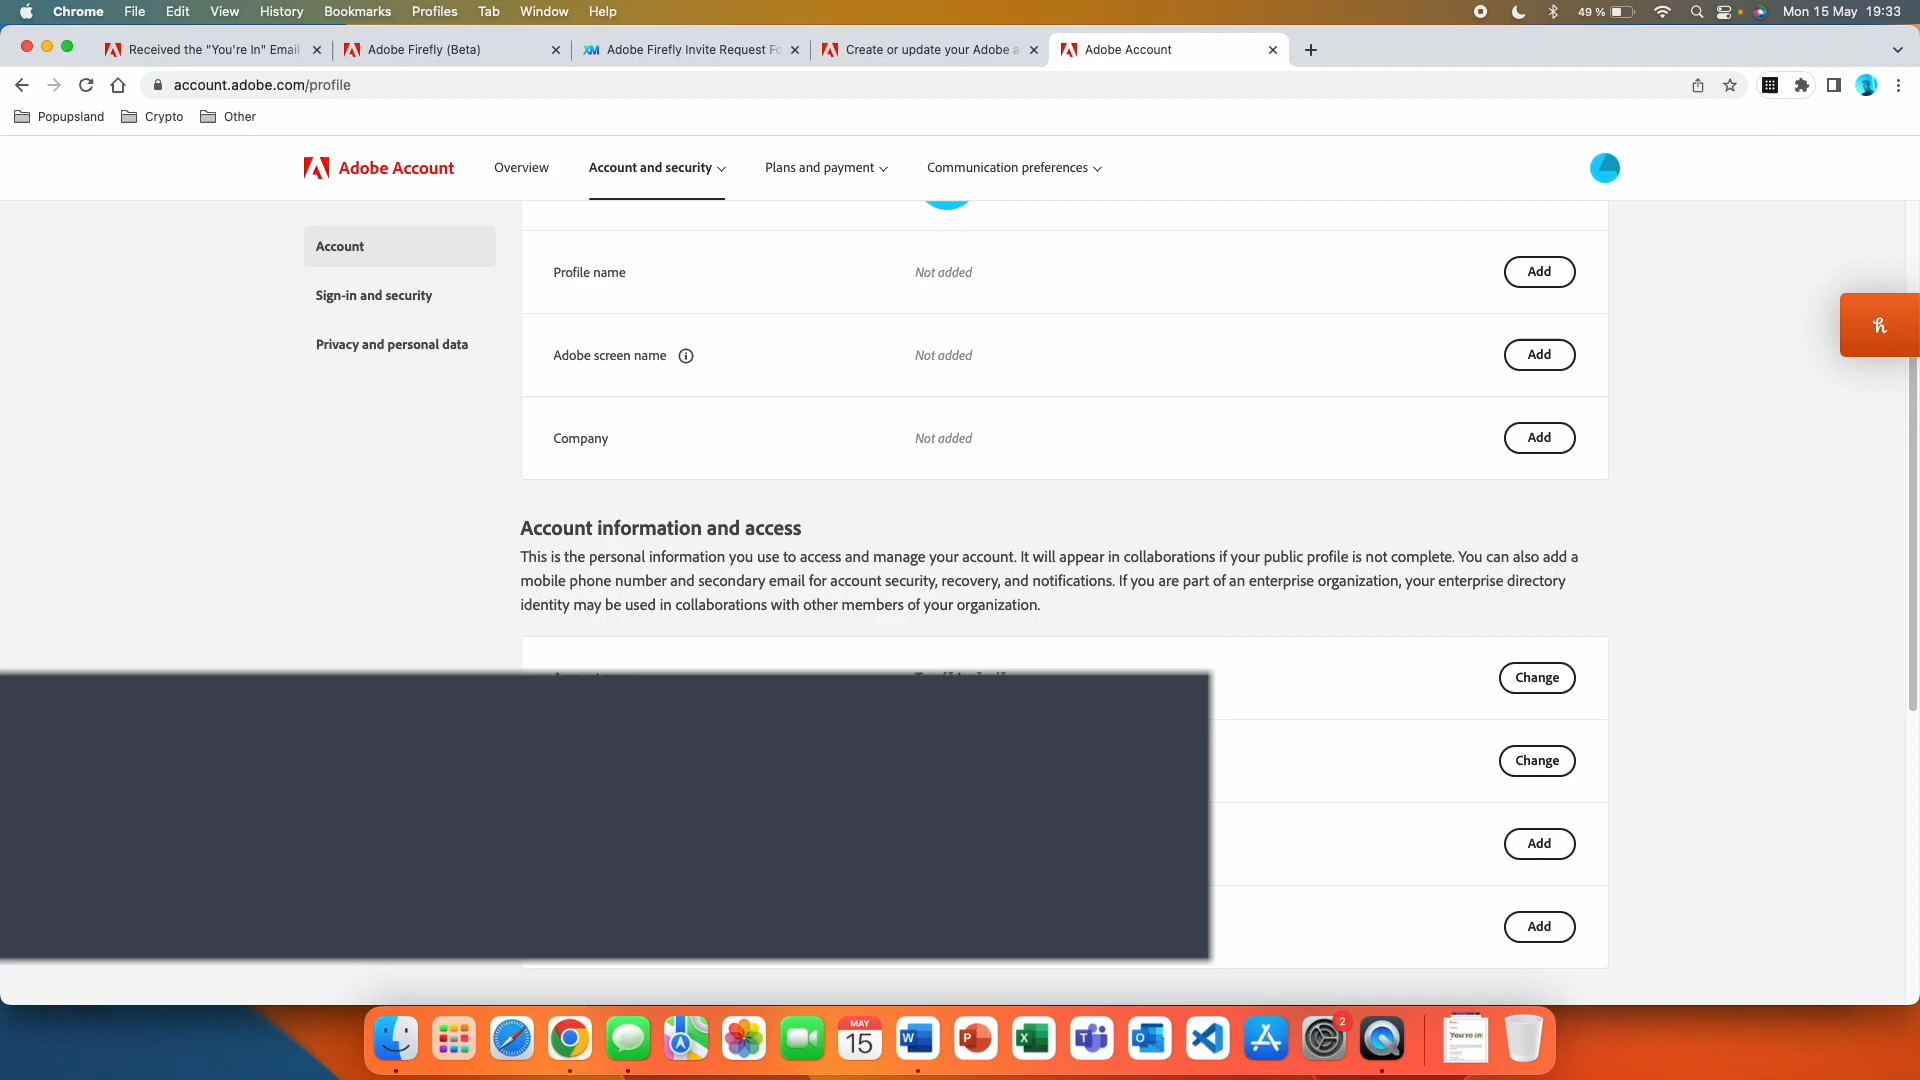 Chrome File Edit View History Bookmarks Profiles Tab Window Help 49 % Mon 15 May 19:33
Received the "You're In" Email
Adobe Firefly (Beta)
XM Adobe Firefly Invite Request Fo
Create or update your Adobe a
Adobe Account
account.adobe.com/profile
Popupsland Crypto Other
Adobe Account Overview Account and security Plans and payment Communication preferences
Account
Sign-in and security
Privacy and personal data
Profile name Not added Add
Adobe screen name Not added Add
Company Not added Add
Account information and access
This is the personal information you use to access and manage your account. It will appear in collaborations if your public profile is not complete. You can also add a
mobile phone number and secondary email for account security, recovery, and notifications. If you are part of an enterprise organization, your enterprise directory
identity may be used in collaborations with other members of your organization.
Change
Change
Add
Add
MAY
15
W P X T O 2
You're in!